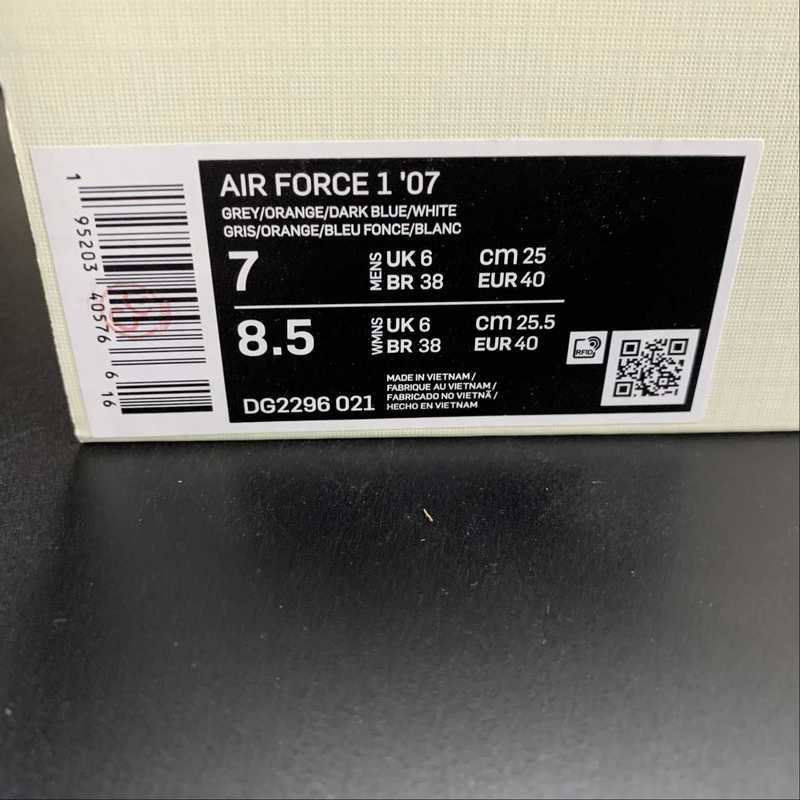 AIR FORCE 1 '07
GREY/ORANGE/DARK BLUE/WHITE
GRIS/ORANGE/BLEU FONCE/BLANC
7 MENS UK 6 cm 25
BR 38 EUR 40
8.5 WMNS UK 6 cm 25.5
BR 38 EUR 40
DG2296 021
MADE IN VIETNAM /
FABRIQUE AU VIETNAM /
FABRICADO NO VIETNÃ /
HECHO EN VIETNAM
RFID
1 95203 40576 6 16